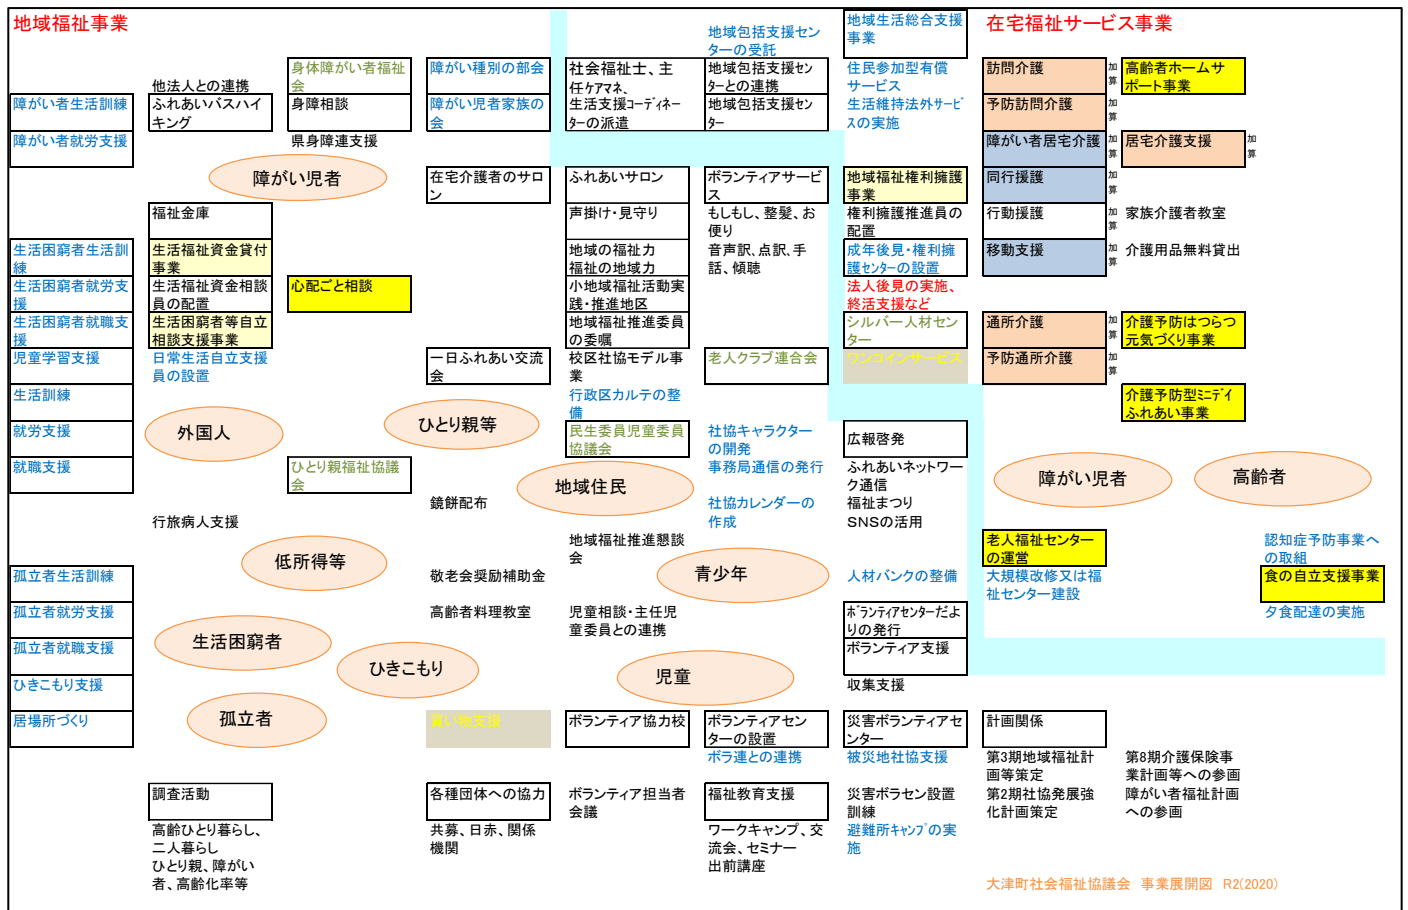 地域福祉事業
在宅福祉サービス事業
地域包括支援セン
ターの受託
地域生活総合支援
事業
他法人との連携
身体障がい者福祉
会
障がい種別の部会
社会福祉士、主
任ケアマネ、
生活支援コーディネー
ターの派遣
地域包括支援セン
ターとの連携
住民参加型有償
サービス
生活維持法外サービ
スの実施
訪問介護
加
算
高齢者ホームサ
ポート事業
障がい者生活訓練
ふれあいバスハイ
キング
身障相談
障がい児者家族の
会
地域包括支援セン
ター
予防訪問介護
加
算
障がい者就労支援
県身障連支援
障がい者居宅介護
加
算
居宅介護支援
加
算
障がい児者
在宅介護者のサロ
ン
ふれあいサロン
ボランティアサービ
ス
地域福祉権利擁護
事業
同行援護
加
算
福祉金庫
声掛け・見守り
もしもし、整髪、お
便り
音声訳、点訳、手
話、傾聴
権利擁護推進員の
配置
行動援護
加
算
家族介護者教室
生活困窮者生活訓
練
生活福祉資金貸付
事業
地域の福祉力
福祉の地域力
成年後見・権利擁
護センターの設置
移動支援
加
算
介護用品無料貸出
生活困窮者就労支
援
生活福祉資金相談
員の配置
心配ごと相談
小地域福祉活動実
践・推進地区
法人後見の実施、
終活支援など
生活困窮者就職支
援
生活困窮者等自立
相談支援事業
地域福祉推進委員
の委嘱
シルバー人材セン
ター
通所介護
加
算
介護予防はつらつ
元気づくり事業
児童学習支援
日常生活自立支援
員の設置
一日ふれあい交流
会
校区社協モデル事
業
老人クラブ連合会
ワンコインサービス
予防通所介護
加
算
生活訓練
行政区カルテの整
備
介護予防型ミニデイ
ふれあい事業
ひとり親等
就労支援
外国人
民生委員児童委員
協議会
社協キャラクター
の開発
事務局通信の発行
広報啓発
就職支援
ひとり親福祉協議
会
地域住民
ふれあいネットワー
ク通信
福祉まつり
SNSの活用
障がい児者
高齢者
鏡餅配布
社協カレンダーの
作成
行旅病人支援
地域福祉推進懇談
会
老人福祉センター
の運営
認知症予防事業へ
の取組
低所得等
孤立者生活訓練
敬老会奨励補助金
青少年
人材バンクの整備
大規模改修又は福
祉センター建設
食の自立支援事業
孤立者就労支援
高齢者料理教室
児童相談・主任児
童委員との連携
ボランティアセンターだよ
りの発行
夕食配達の実施
生活困窮者
孤立者就職支援
ボランティア支援
ひきこもり
児童
ひきこもり支援
収集支援
居場所づくり
孤立者
買い物支援
ボランティア協力校
ボランティアセン
ターの設置
災害ボランティアセ
ンター
計画関係
ボラ連との連携
被災地社協支援
第3期地域福祉計
画等策定
第2期社協発展強
化計画策定
第8期介護保険事
業計画等への参画
障がい者福祉計画
への参画
調査活動
各種団体への協力
ボランティア担当者
会議
福祉教育支援
災害ボラセン設置
訓練
避難所キャンプの実
施
高齢ひとり暮らし、
二人暮らし
ひとり親、障がい
者、高齢化率等
共募、日赤、関係
機関
ワークキャンプ、交
流会、セミナー
出前講座
大津町社会福祉協議会 事業展開図 R2(2020)